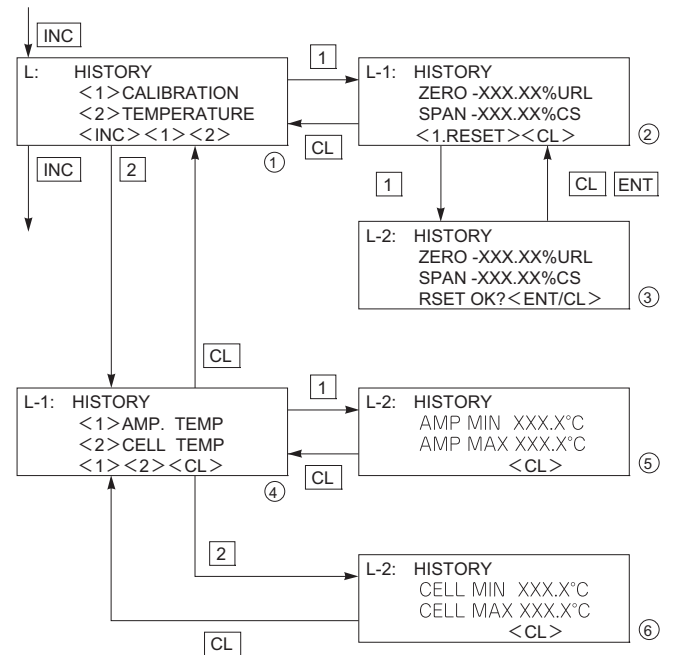 INC
L: HISTORY
<1>CALIBRATION
<2>TEMPERATURE
<INC><1><2>
①
1
CL
L-1: HISTORY
ZERO -XXX.XX%URL
SPAN -XXX.XX%CS
<1.RESET><CL>
②
INC
2
1
CL ENT
L-2: HISTORY
ZERO -XXX.XX%URL
SPAN -XXX.XX%CS
RSET OK?<ENT/CL>
③
CL
L-1: HISTORY
<1>AMP. TEMP
<2>CELL TEMP
<1><2><CL>
④
1
CL
L-2: HISTORY
AMP MIN XXX.X°C
AMP MAX XXX.X°C
<CL>
⑤
2
CL
L-2: HISTORY
CELL MIN XXX.X°C
CELL MAX XXX.X°C
<CL>
⑥